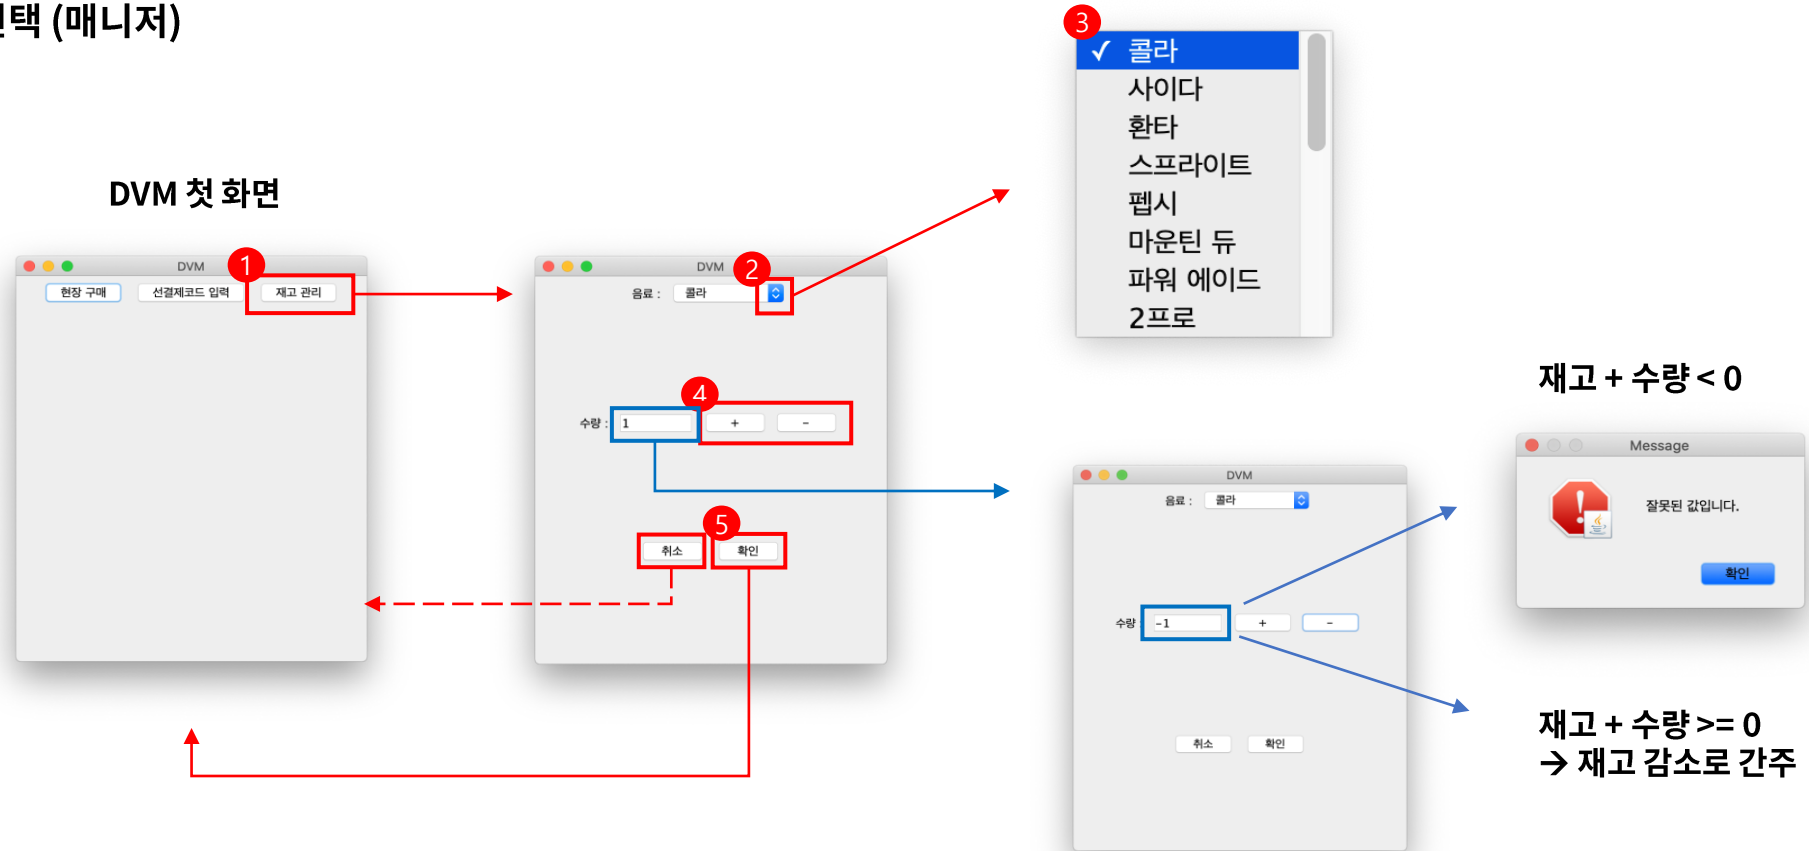 택 (매니저)
DVM 첫 화면
DVM
1
현장 구매
선결제코드 입력
재고 관리
DVM
2
음료 :
콜라
4
수량 :
1
+
-
5
취소
확인
3
✓ 콜라
사이다
환타
스프라이트
펩시
마운틴 듀
파워 에이드
2프로
DVM
음료 :
콜라
수량 :
-1
+
-
취소
확인
재고 + 수량 < 0
Message
잘못된 값입니다.
확인
재고 + 수량 >= 0
→ 재고 감소로 간주